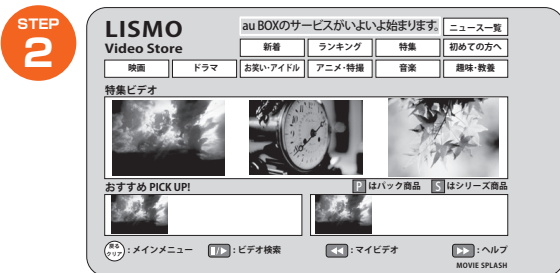 STEP
2
LISMO
Video Store
au BOXのサービスがいよいよ始まります。
ニュース一覧
新着
ランキング
特集
初めての方へ
映画
ドラマ
お笑い・アイドル
アニメ・特撮
音楽
趣味・教養
特集ビデオ
おすすめ PICK UP!
P はパック商品
S はシリーズ商品
戻る
クリア
:メインメニュー
:ビデオ検索
:マイビデオ
:ヘルプ
MOVIE SPLASH